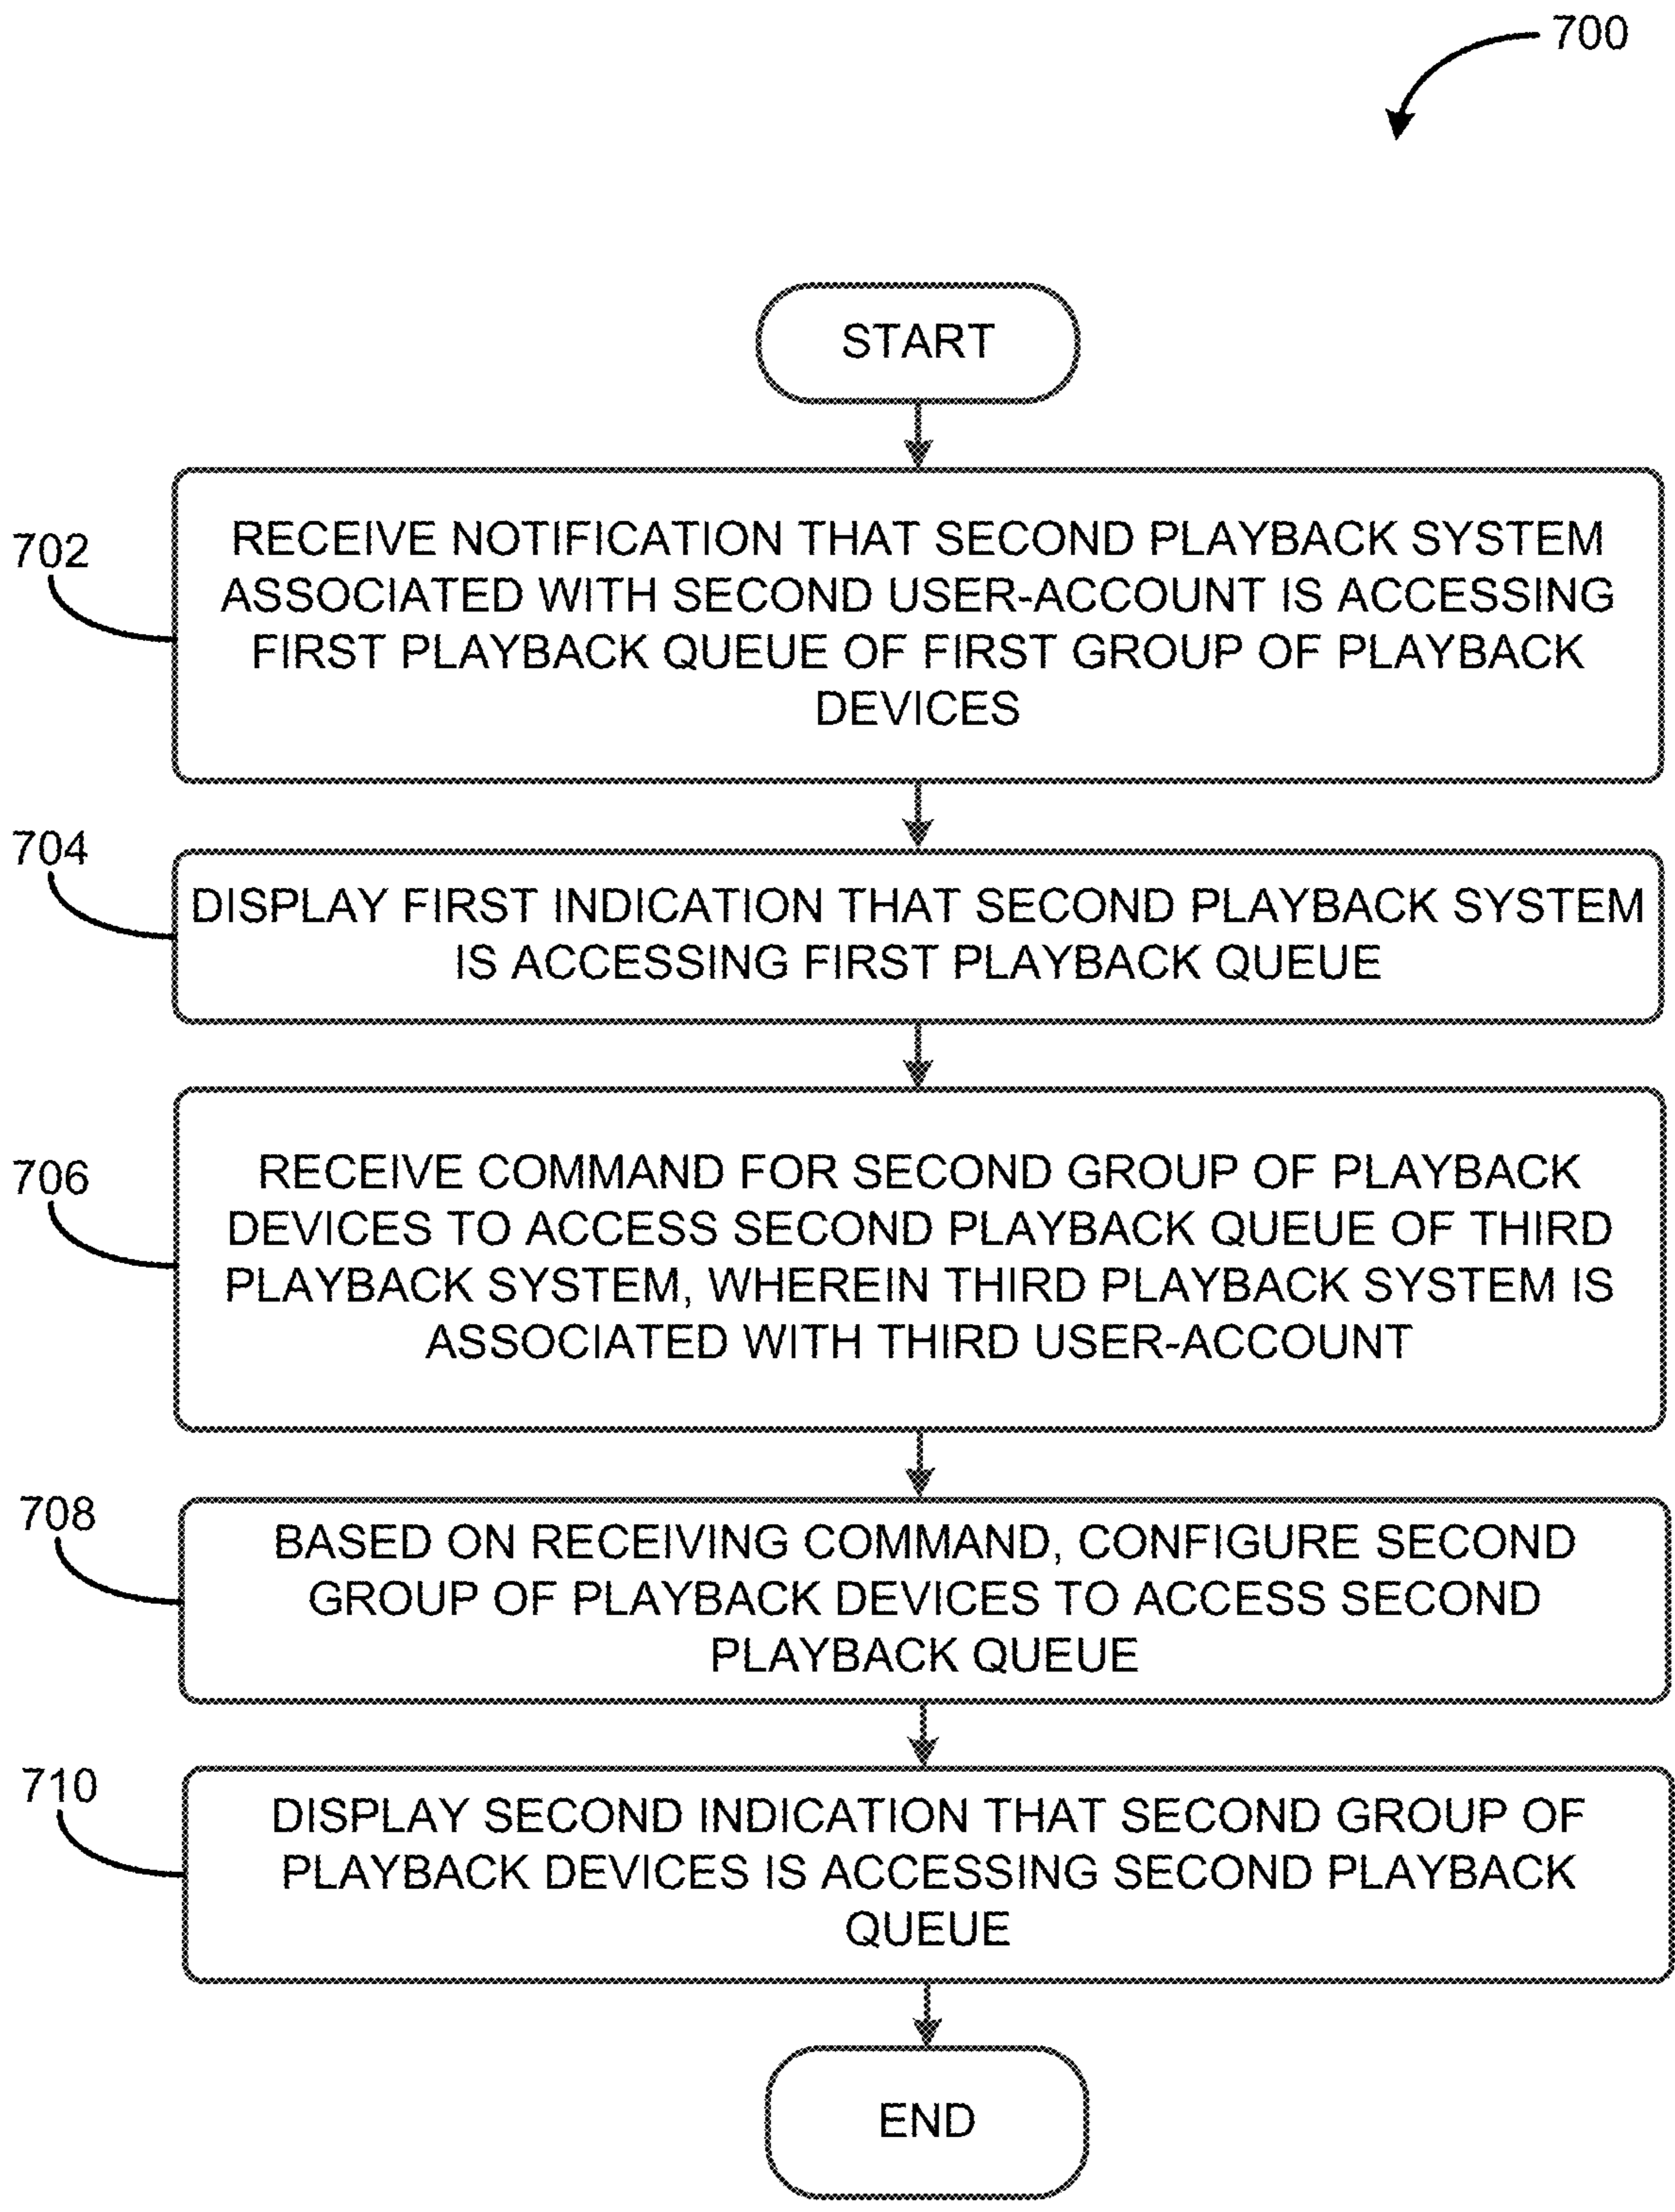 700
START
702
RECEIVE NOTIFICATION THAT SECOND PLAYBACK SYSTEM
ASSOCIATED WITH SECOND USER-ACCOUNT IS ACCESSING
FIRST PLAYBACK QUEUE OF FIRST GROUP OF PLAYBACK
DEVICES
704
DISPLAY FIRST INDICATION THAT SECOND PLAYBACK SYSTEM
IS ACCESSING FIRST PLAYBACK QUEUE
706
RECEIVE COMMAND FOR SECOND GROUP OF PLAYBACK
DEVICES TO ACCESS SECOND PLAYBACK QUEUE OF THIRD
PLAYBACK SYSTEM, WHEREIN THIRD PLAYBACK SYSTEM IS
ASSOCIATED WITH THIRD USER-ACCOUNT
708
BASED ON RECEIVING COMMAND, CONFIGURE SECOND
GROUP OF PLAYBACK DEVICES TO ACCESS SECOND
PLAYBACK QUEUE
710
DISPLAY SECOND INDICATION THAT SECOND GROUP OF
PLAYBACK DEVICES IS ACCESSING SECOND PLAYBACK
QUEUE
END